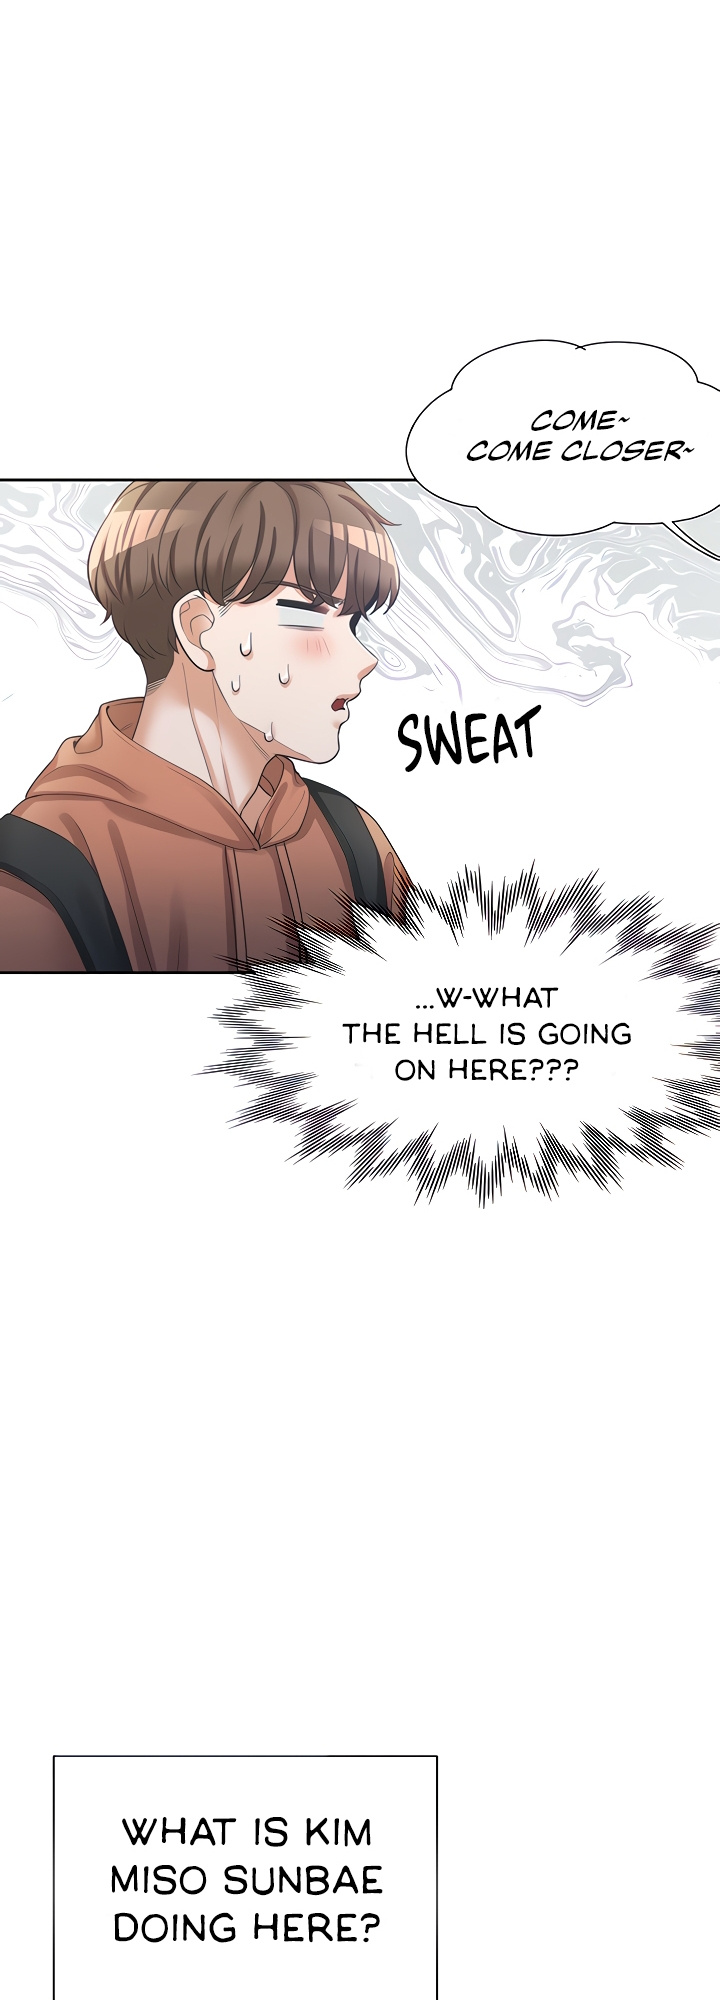 COME~
COME CLOSER~
SWEAT
...W-WHAT
THE HELL IS GOING
ON HERE???
WHAT IS KIM
MISO SUNBAE
DOING HERE?